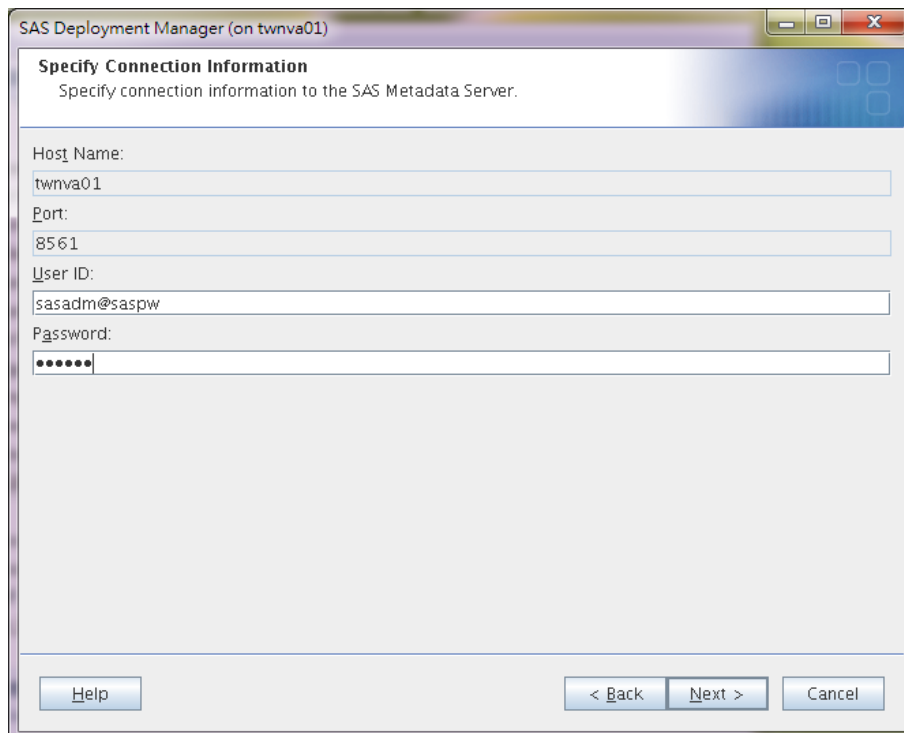 SAS Deployment Manager (on twnva01)
Specify Connection Information
Specify connection information to the SAS Metadata Server.
Host Name:
twnva01
Port:
8561
User ID:
sasadm@saspw
Password:
••••••
Help
< Back
Next >
Cancel